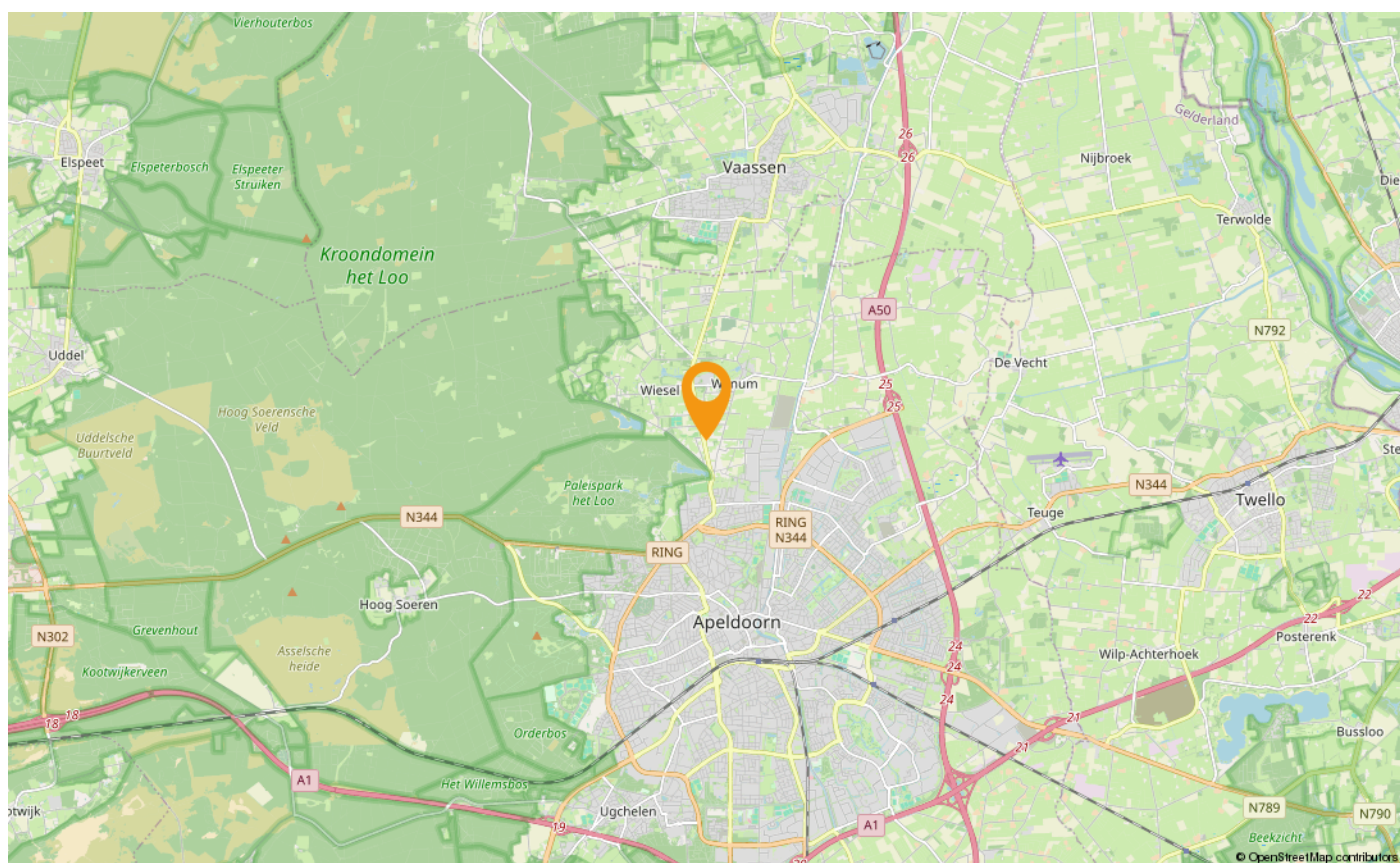 Vierhouterbos
Elspeet
Elspeterbosch
Elspeeter
Struiken
Vaassen
26
26
Gelderland
Nijbroek
Terwolde
Die
Kroondomein
het Loo
A50
N792
Uddel
De Vecht
Wiesel
25
25
Hoog Soerensche
Veld
Uddelsche
Buurtveld
Paleispark
het Loo
N344
Ste
Twello
Teuge
N344
RING
N344
RING
Hoog Soeren
22
22
N302
Grevenhout
Apeldoorn
Posterenk
Asselsche
heide
24
24
24
Wilp-Achterhoek
Kootwijkerveen
18
18
21
21
Orderbos
Bussloo
A1
Het Willemsbos
otwijk
Ugchelen
19
A1
N789
N790
Beekzicht
© OpenStreetMap contributors